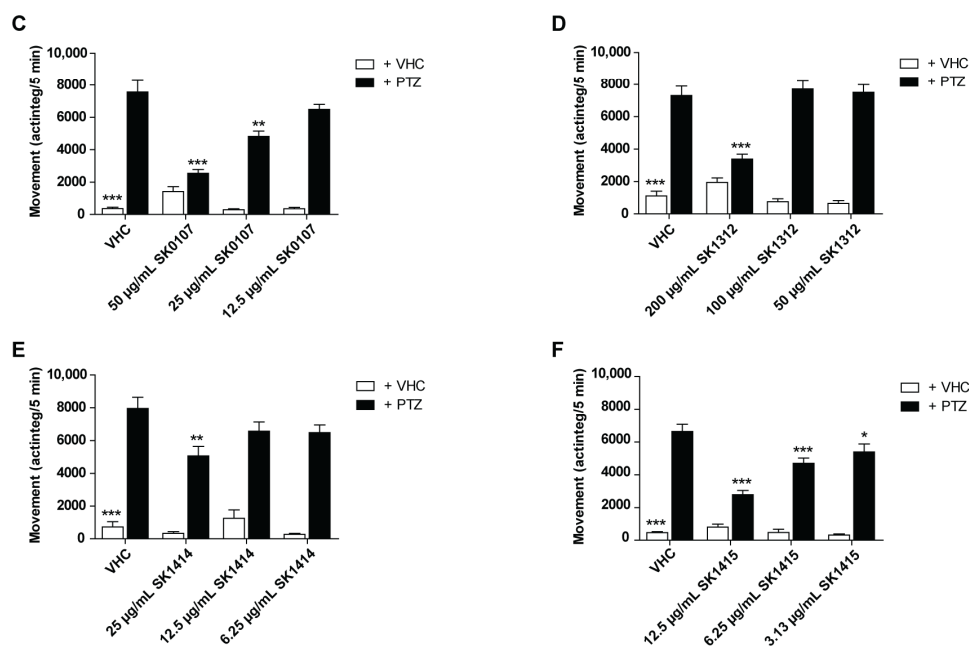 C
Movement (actinteg/5 min)
10,000
8000
6000
4000
2000
0
***
***
**
VHC
50 µg/mL SK0107
25 µg/mL SK0107
12.5 µg/mL SK0107
+ VHC
+ PTZ
D
Movement (actinteg/5 min)
10,000
8000
6000
4000
2000
0
***
***
VHC
200 µg/mL SK1312
100 µg/mL SK1312
50 µg/mL SK1312
+ VHC
+ PTZ
E
Movement (actinteg/5 min)
10,000
8000
6000
4000
2000
0
***
**
VHC
25 µg/mL SK1414
12.5 µg/mL SK1414
6.25 µg/mL SK1414
+ VHC
+ PTZ
F
Movement (actinteg/5 min)
10,000
8000
6000
4000
2000
0
***
***
***
*
VHC
12.5 µg/mL SK1415
6.25 µg/mL SK1415
3.13 µg/mL SK1415
+ VHC
+ PTZ